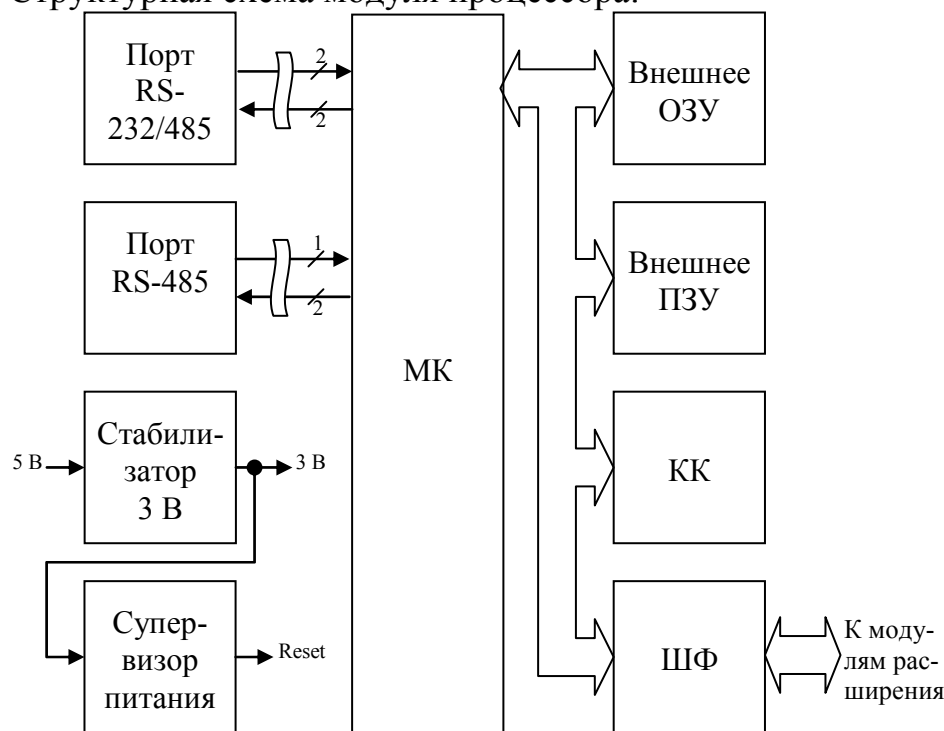 Структурная схема модуля процессора.
Порт
RS-
232/485
2
2
Порт
RS-485
1
2
5 В
Стабили-
затор
3 В
3 В
Супер-
визор
питания
Reset
МК
Внешнее
ОЗУ
Внешнее
ПЗУ
КК
ШФ
К моду-
лям рас-
ширения